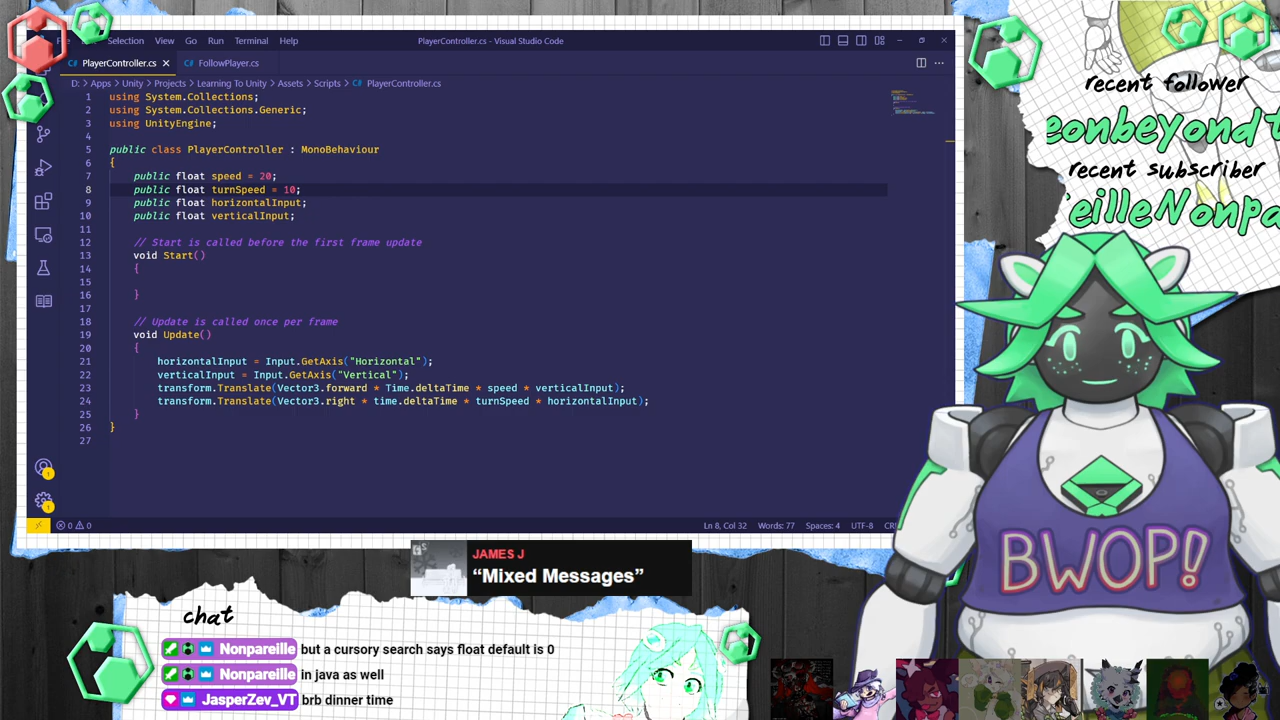 Selection View Go Run Terminal Help
PlayerController.cs - Visual Studio Code
PlayerController.cs
FollowPlayer.cs
D: > Apps > Unity > Projects > Learning To Unity > Assets > Scripts > PlayerController.cs
1 using System.Collections;
2 using System.Collections.Generic;
3 using UnityEngine;
4
5 public class PlayerController : MonoBehaviour
6 {
7 public float speed = 20;
8 public float turnSpeed = 10;
9 public float horizontalInput;
10 public float verticalInput;
11
12 // Start is called before the first frame update
13 void Start()
14 {
15
16 }
17
18 // Update is called once per frame
19 void Update()
20 {
21 horizontalInput = Input.GetAxis("Horizontal");
22 verticalInput = Input.GetAxis("Vertical");
23 transform.Translate(Vector3.forward * Time.deltaTime * speed * verticalInput);
24 transform.Translate(Vector3.right * time.deltaTime * turnSpeed * horizontalInput);
25 }
26 }
27
1
1
0 0
Ln 8, Col 32 Words: 77 Spaces: 4 UTF-8
recent follower
eonbeyondt
recent subscriber
eilleNonpa
BWOP!
JAMES J
“Mixed Messages”
chat
Nonpareille but a cursory search says float default is 0
Nonpareille in java as well
JasperZev_VT brb dinner time